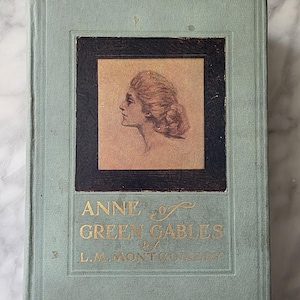 ANNE of
GREEN GABLES
by
L.M. MONTGOMERY